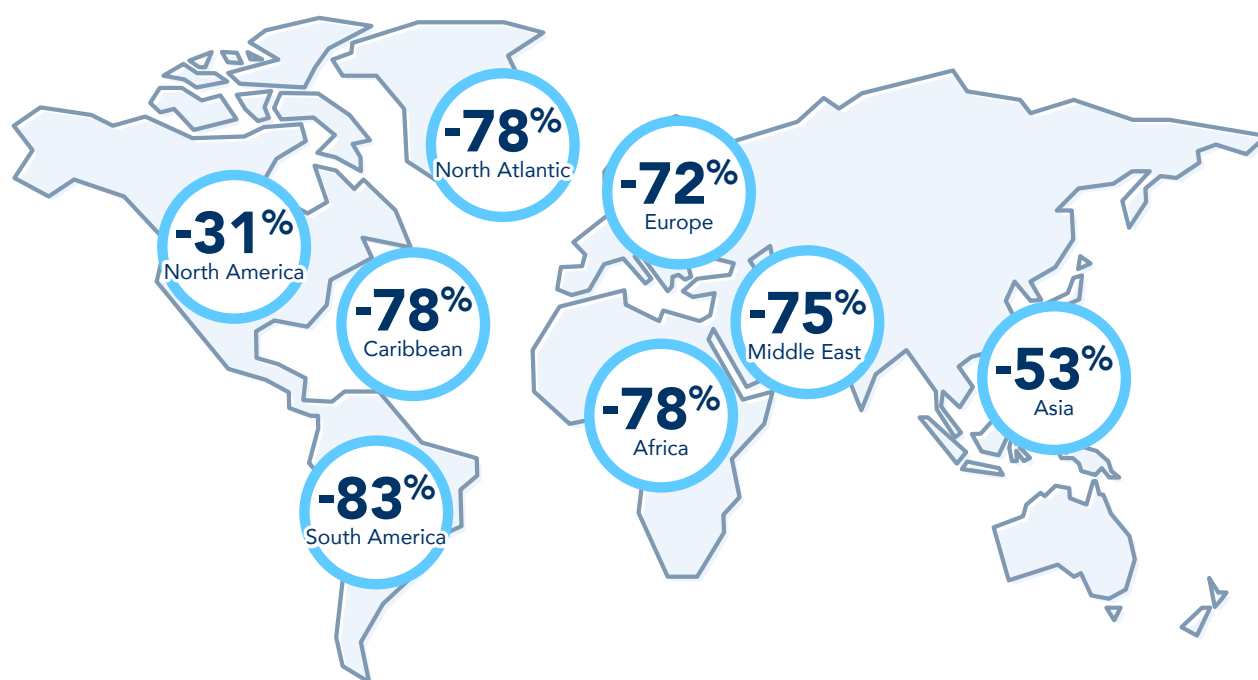 -78%
North Atlantic
-72%
Europe
-31%
North America
-78%
Caribbean
-75%
Middle East
-53%
Asia
-78%
Africa
-83%
South America